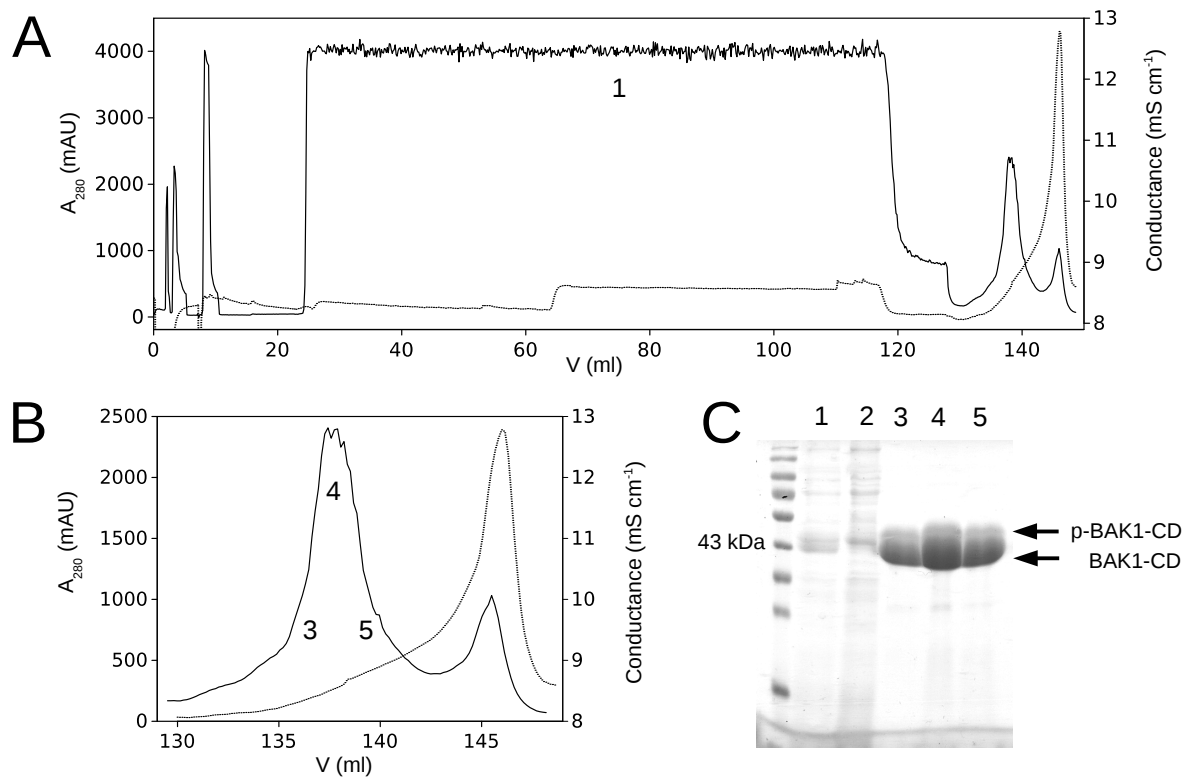 A
4000
3000
2000
1000
0
A280 (mAU)
1
13
12
11
10
9
8
Conductance (mS cm-1)
0 20 40 60 80 100 120 140
V (ml)
B
2500
2000
1500
1000
500
0
A280 (mAU)
4
3 5
13
12
11
10
9
8
Conductance (mS cm-1)
130 135 140 145
V (ml)
C
1 2 3 4 5
43 kDa
p-BAK1-CD
BAK1-CD